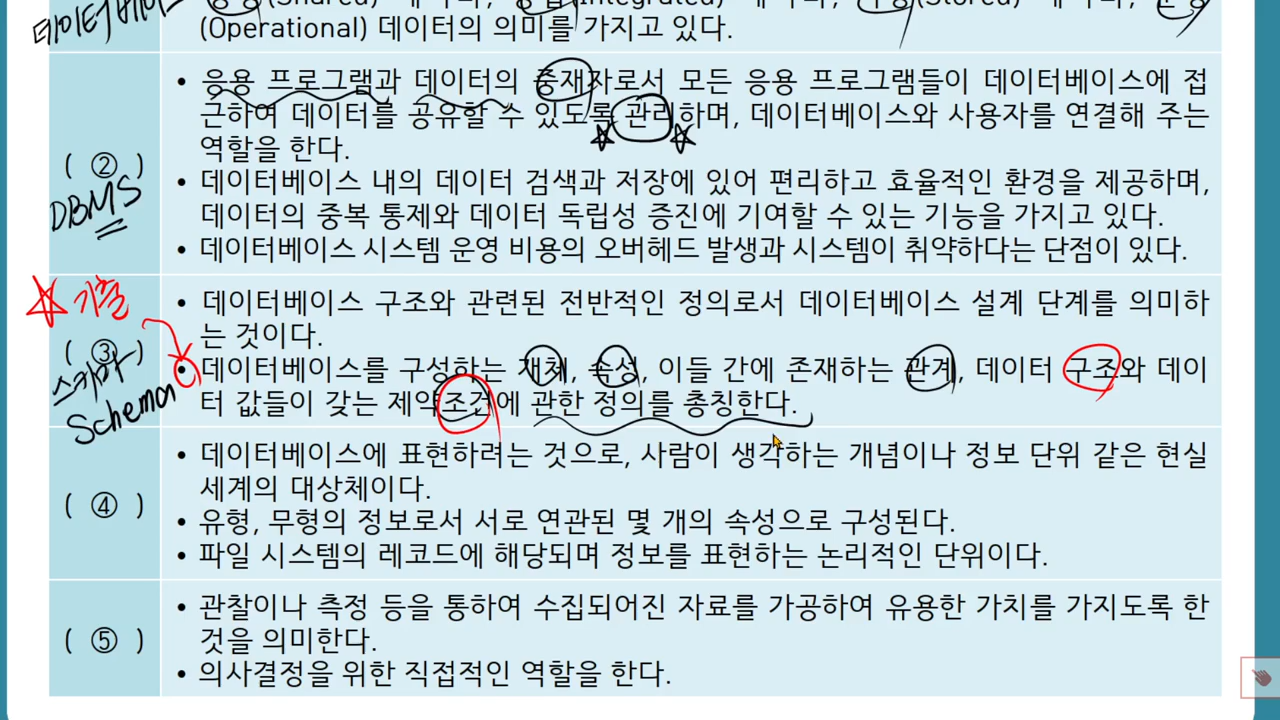 데이터베이스
(Shared) (Integrated) (Stored)
(Operational) 데이터의 의미를 가지고 있다.
( ② )
DBMS
• 응용 프로그램과 데이터의 중재자로서 모든 응용 프로그램들이 데이터베이스에 접
근하여 데이터를 공유할 수 있도록 관리하며, 데이터베이스와 사용자를 연결해 주는
역할을 한다.
• 데이터베이스 내의 데이터 검색과 저장에 있어 편리하고 효율적인 환경을 제공하며,
데이터의 중복 통제와 데이터 독립성 증진에 기여할 수 있는 기능을 가지고 있다.
• 데이터베이스 시스템 운영 비용의 오버헤드 발생과 시스템이 취약하다는 단점이 있다.
기출
( ③ )
스키마
Schema
• 데이터베이스 구조와 관련된 전반적인 정의로서 데이터베이스 설계 단계를 의미하
는 것이다.
• 데이터베이스를 구성하는 개체, 속성, 이들 간에 존재하는 관계, 데이터 구조와 데이
터 값들이 갖는 제약조건에 관한 정의를 총칭한다.
( ④ )
• 데이터베이스에 표현하려는 것으로, 사람이 생각하는 개념이나 정보 단위 같은 현실
세계의 대상체이다.
• 유형, 무형의 정보로서 서로 연관된 몇 개의 속성으로 구성된다.
• 파일 시스템의 레코드에 해당되며 정보를 표현하는 논리적인 단위이다.
( ⑤ )
• 관찰이나 측정 등을 통하여 수집되어진 자료를 가공하여 유용한 가치를 가지도록 한
것을 의미한다.
• 의사결정을 위한 직접적인 역할을 한다.